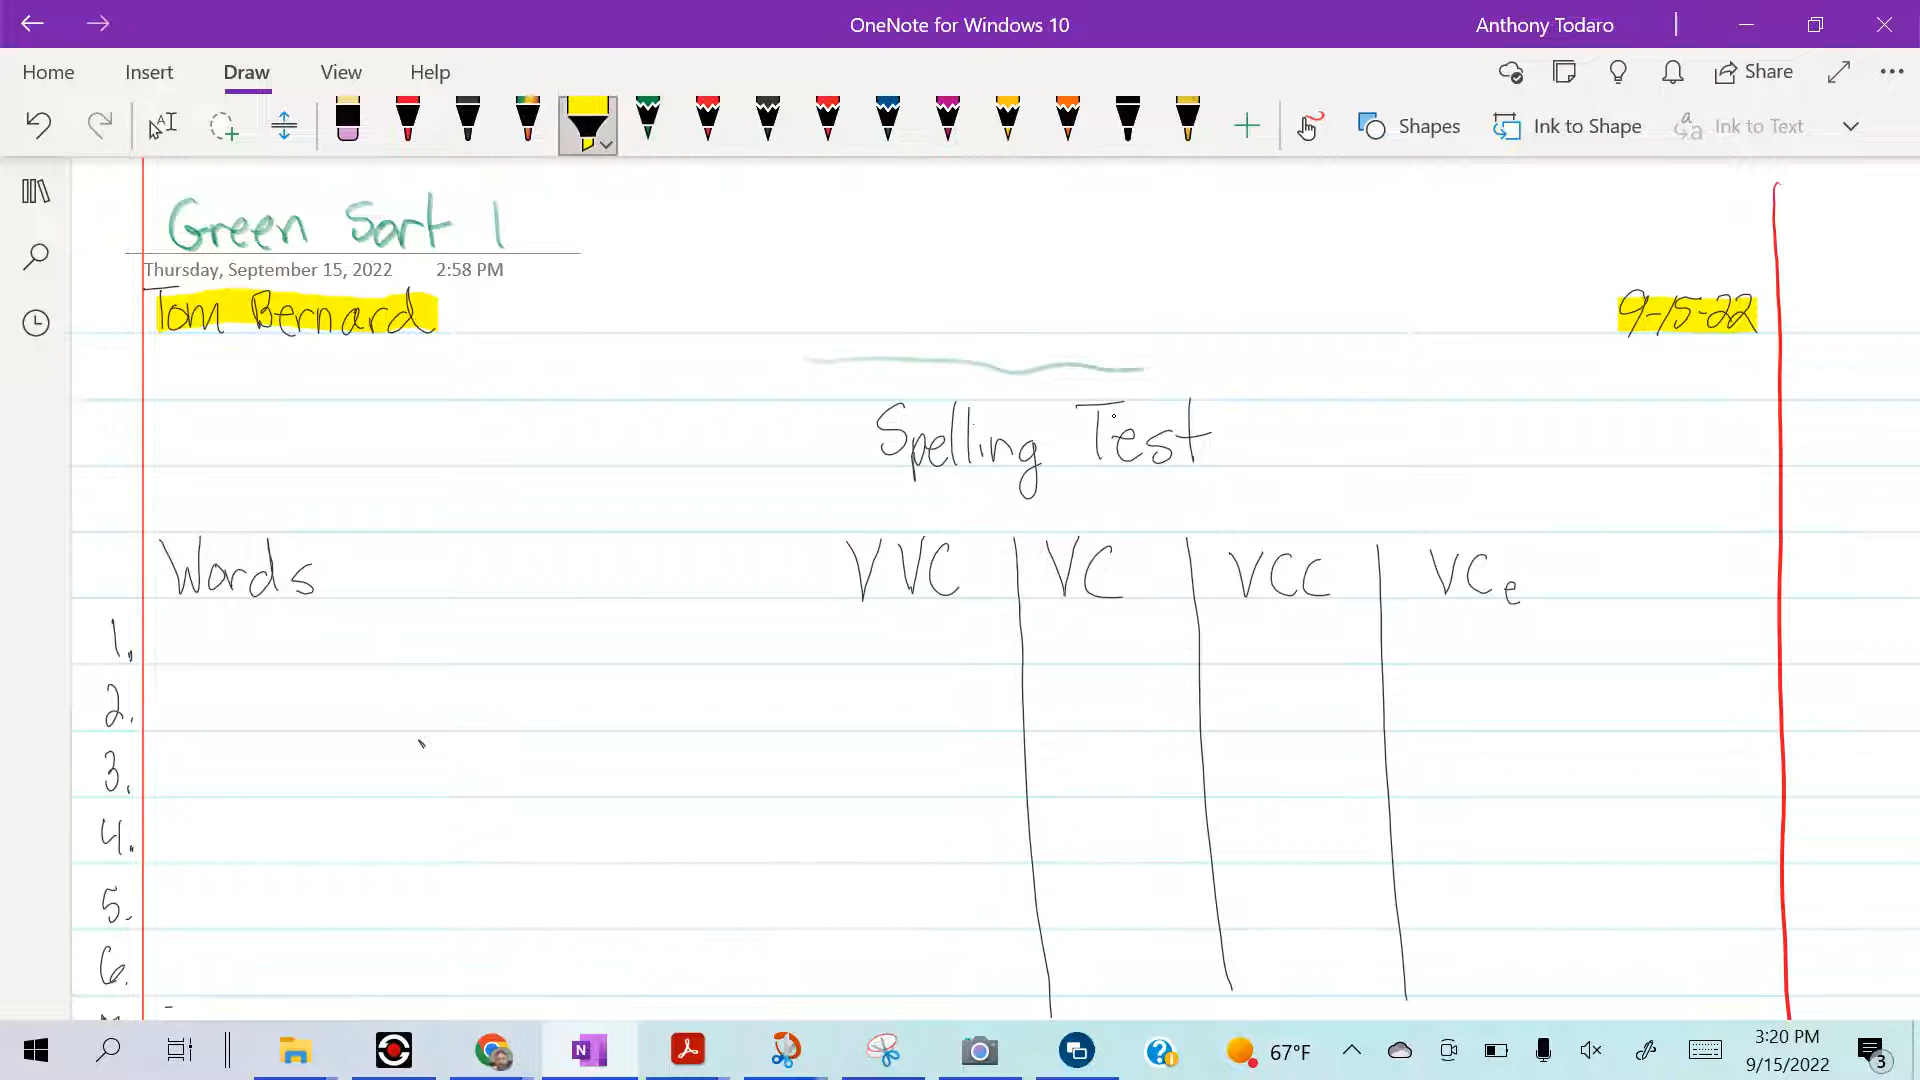 OneNote for Windows 10
Anthony Todaro
Home Insert Draw View Help
Share
Shapes Ink to Shape Ink to Text
Green Sort 1
Thursday, September 15, 2022 2:58 PM
Tom Bernard 9-15-22
Spelling Test
Words VVC VC VCC VCe
1.
2.
3.
4.
5.
6.
67°F
3:20 PM
9/15/2022
3